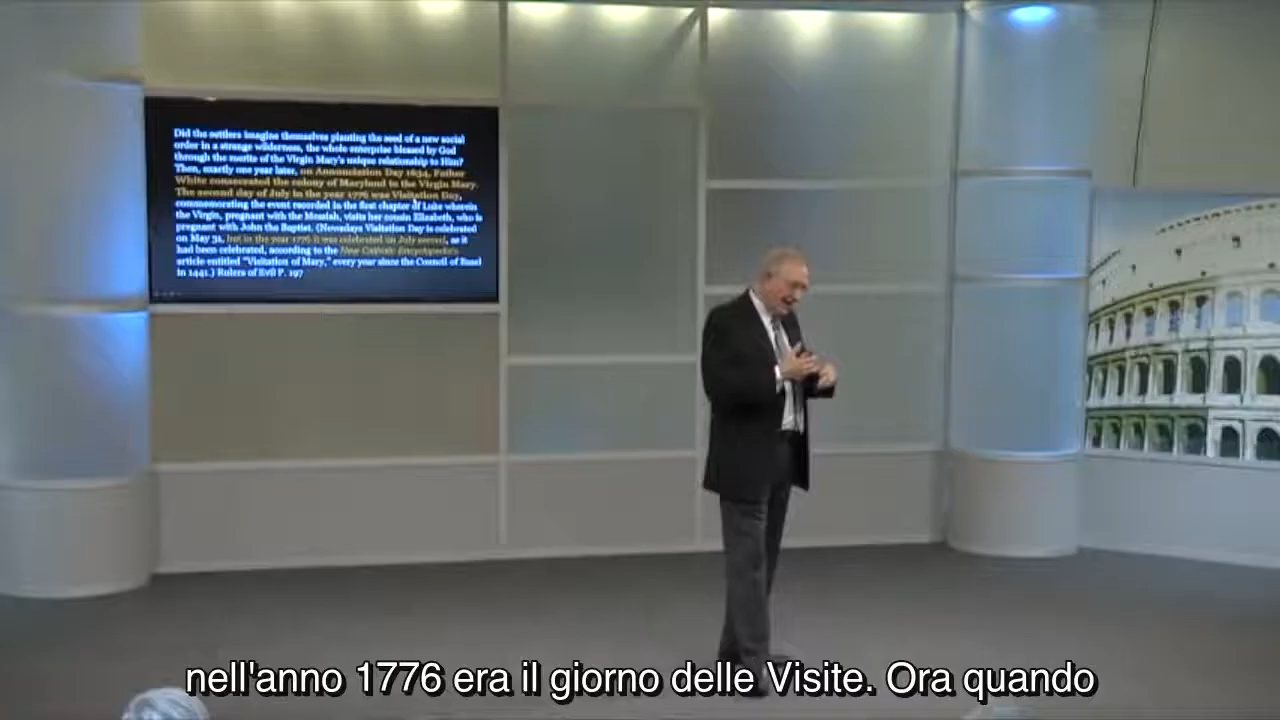 Did the settlers imagine themselves planting the seed of a new social
order in a strange wilderness, the whole enterprise blessed by God
through the merits of the Virgin Mary's unique relationship to Him?
Then, exactly one year later, on Annunciation Day 1634, Father
White consecrated the colony of Maryland to the Virgin Mary.
The second day of July in the year 1776 was Visitation Day,
commemorating the event recorded in the first chapter of Luke wherein
the Virgin, pregnant with the Messiah, visits her cousin Elizabeth, who is
pregnant with John the Baptist. (Nowadays Visitation Day is celebrated
on May 31, but in the year 1776 it was celebrated on July second, as it
had been celebrated, according to the New Catholic Encyclopedia's
article entitled "Visitation of Mary," every year since the Council of Basel
in 1441.) Rulers of Evil P. 197
nell'anno 1776 era il giorno delle Visite. Ora quando